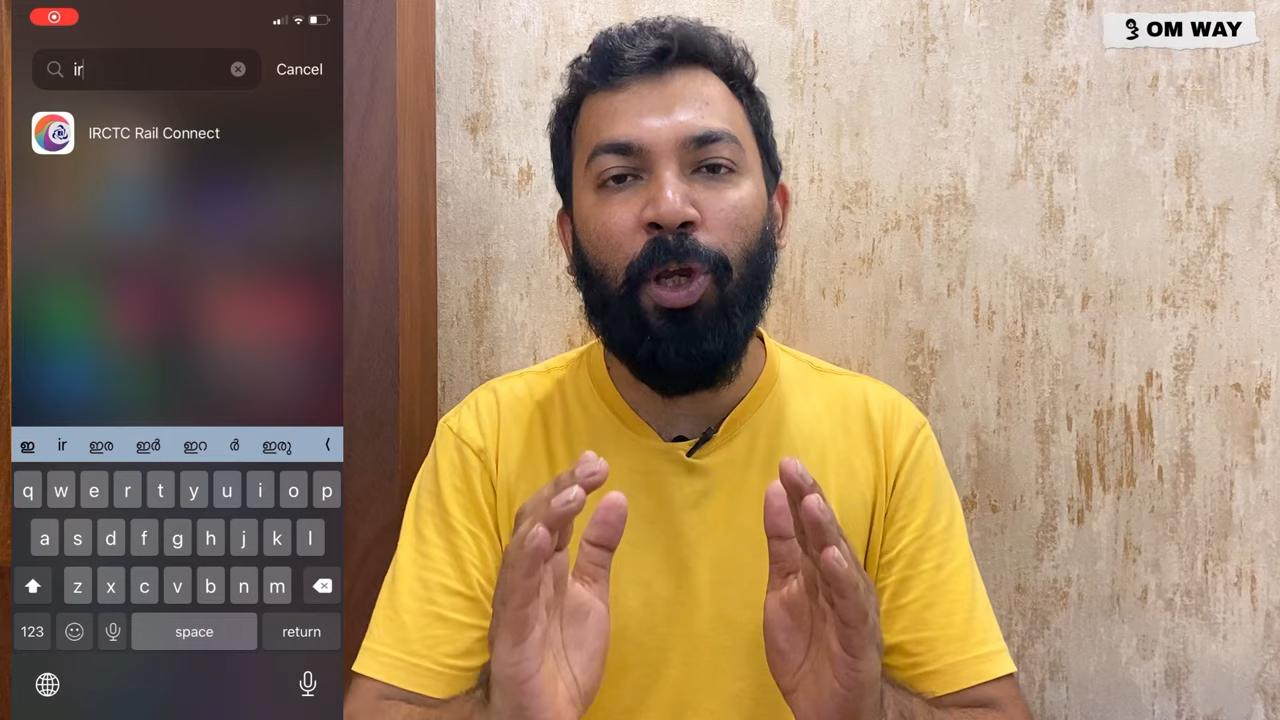 OM WAY
ir
Cancel
IRCTC Rail Connect
ഇ ir ഇര ഇർ ഇറ ർ ഇരു
q w e r t y u i o p
a s d f g h j k l
z x c v b n m
123 space return